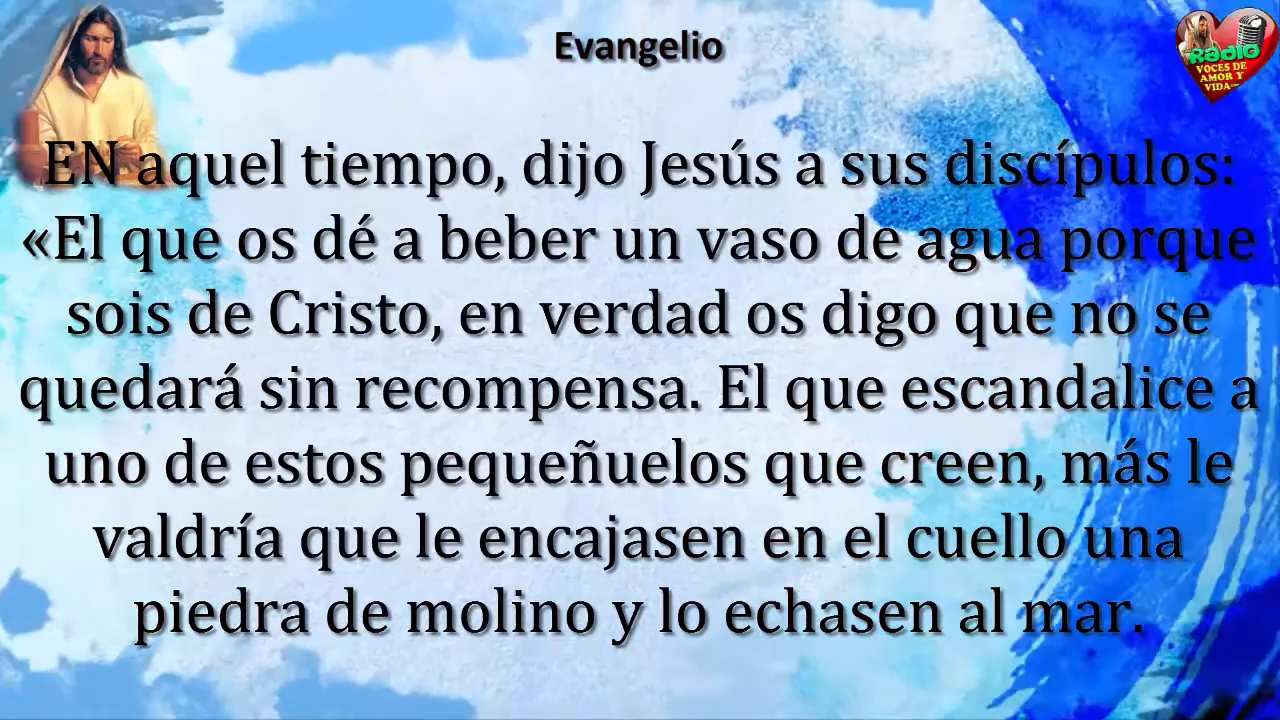 Evangelio
Radio
VOCES DE
AMOR Y
VIDA
EN aquel tiempo, dijo Jesús a sus discípulos:
«El que os dé a beber un vaso de agua porque
sois de Cristo, en verdad os digo que no se
quedará sin recompensa. El que escandalice a
uno de estos pequeñuelos que creen, más le
valdría que le encajasen en el cuello una
piedra de molino y lo echasen al mar.